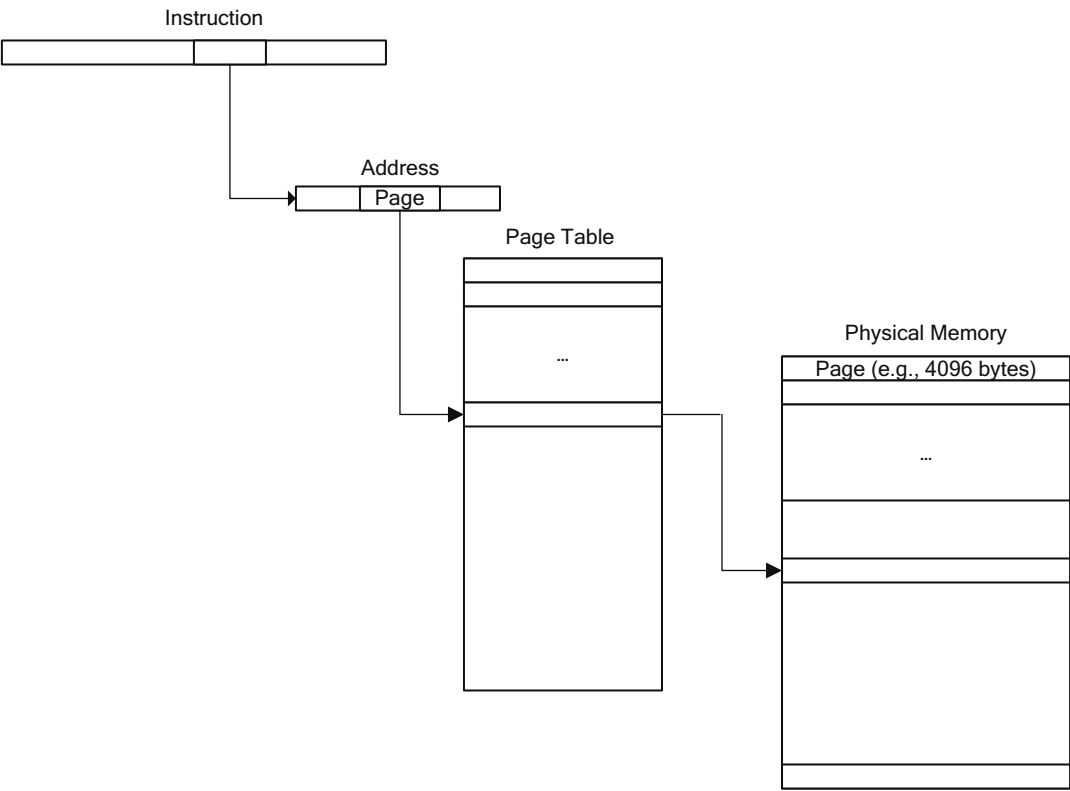 Instruction
Address
Page
Page Table
...
Physical Memory
Page (e.g., 4096 bytes)
...